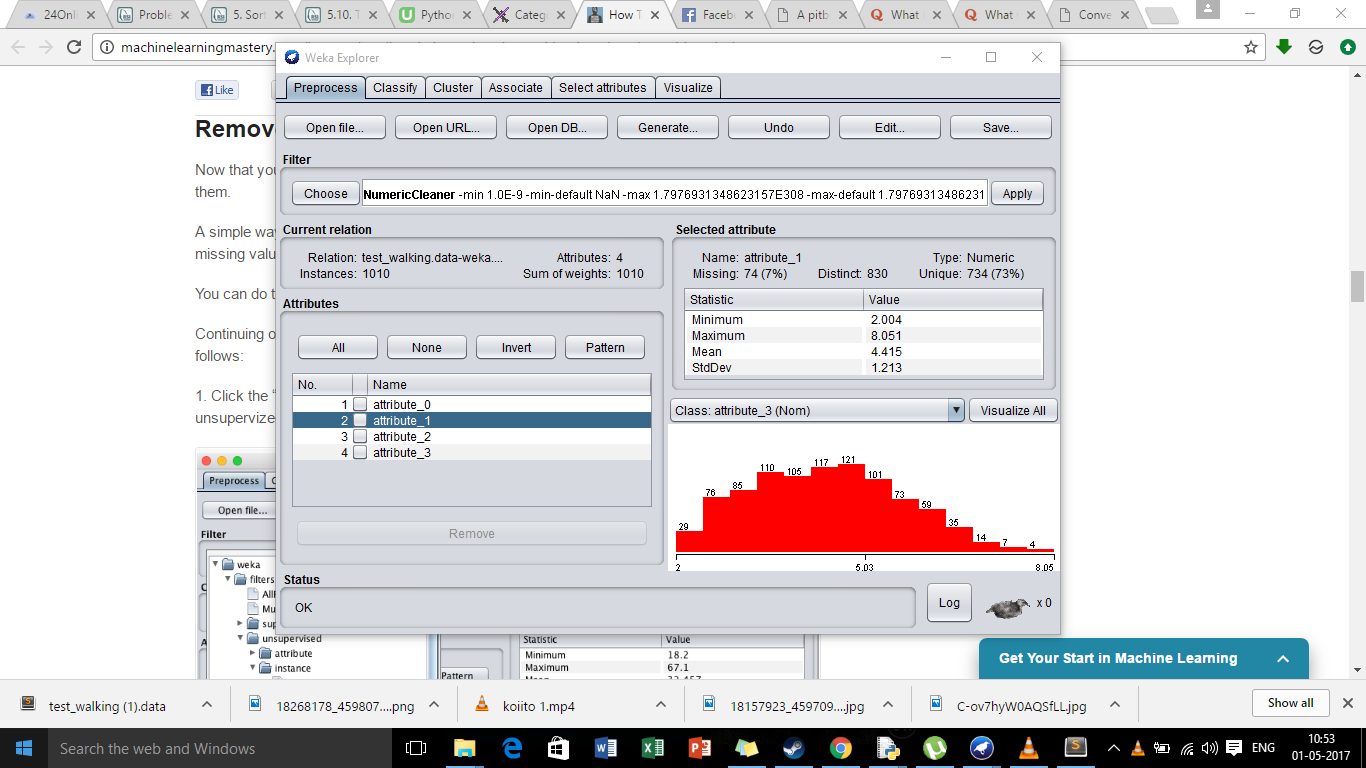 24Onl
Proble
5. Sort
5.10. T
Python
Categ
How T
Faceb
A pitb
What
What
Conve
machinelearningmastery.
Like
Remov
Now that you
them.
A simple way
missing valu
You can do t
Continuing o
follows:
1. Click the "
unsupervize
Weka Explorer
Preprocess
Classify
Cluster
Associate
Select attributes
Visualize
Open file...
Open URL...
Open DB...
Generate...
Undo
Edit...
Save...
Filter
Choose
NumericCleaner -min 1.0E-9 -min-default NaN -max 1.7976931348623157E308 -max-default 1.79769313486231
Apply
Current relation
Relation: test_walking.data-weka....
Attributes: 4
Instances: 1010
Sum of weights: 1010
Attributes
All
None
Invert
Pattern
No.
Name
1 attribute_0
2 attribute_1
3 attribute_2
4 attribute_3
Remove
Selected attribute
Name: attribute_1
Type: Numeric
Missing: 74 (7%)
Distinct: 830
Unique: 734 (73%)
Statistic
Value
Minimum 2.004
Maximum 8.051
Mean 4.415
StdDev 1.213
Class: attribute_3 (Nom)
Visualize All
29
76
85
110
105
117
121
101
73
59
35
14
7
4
2
5.03
8.05
Status
OK
Log
x 0
Preprocess
Open file...
Filter
weka
filters
AllF
Mu
sup
unsupervised
attribute
instance
Statistic
Value
Minimum 18.2
Maximum 67.1
Pattern
Get Your Start in Machine Learning
test_walking (1).data
18268178_459807....png
koiito 1.mp4
18157923_459709....jpg
C-ov7hyW0AQSfLL.jpg
Show all
Search the web and Windows
ENG
10:53
01-05-2017